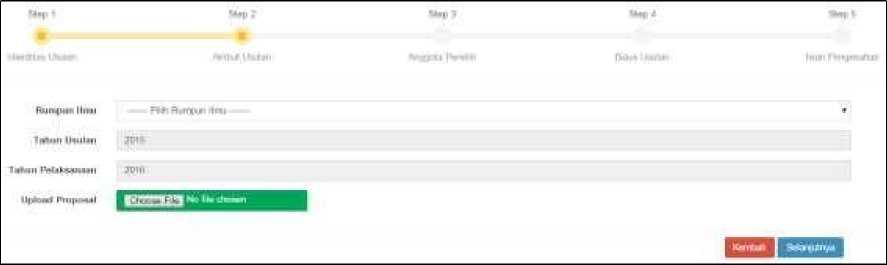 Step 1 Step 2 Step 3 Step 4 Step 5
Identitas Usulan Atribut Usulan Anggota Peneliti Biaya Usulan Isian Pengesahan
Rumpun Ilmu ------ Pilih Rumpun Ilmu ------
Tahun Usulan 2015
Tahun Pelaksanaan 2016
Upload Proposal Choose File No file chosen
Kembali Selanjutnya